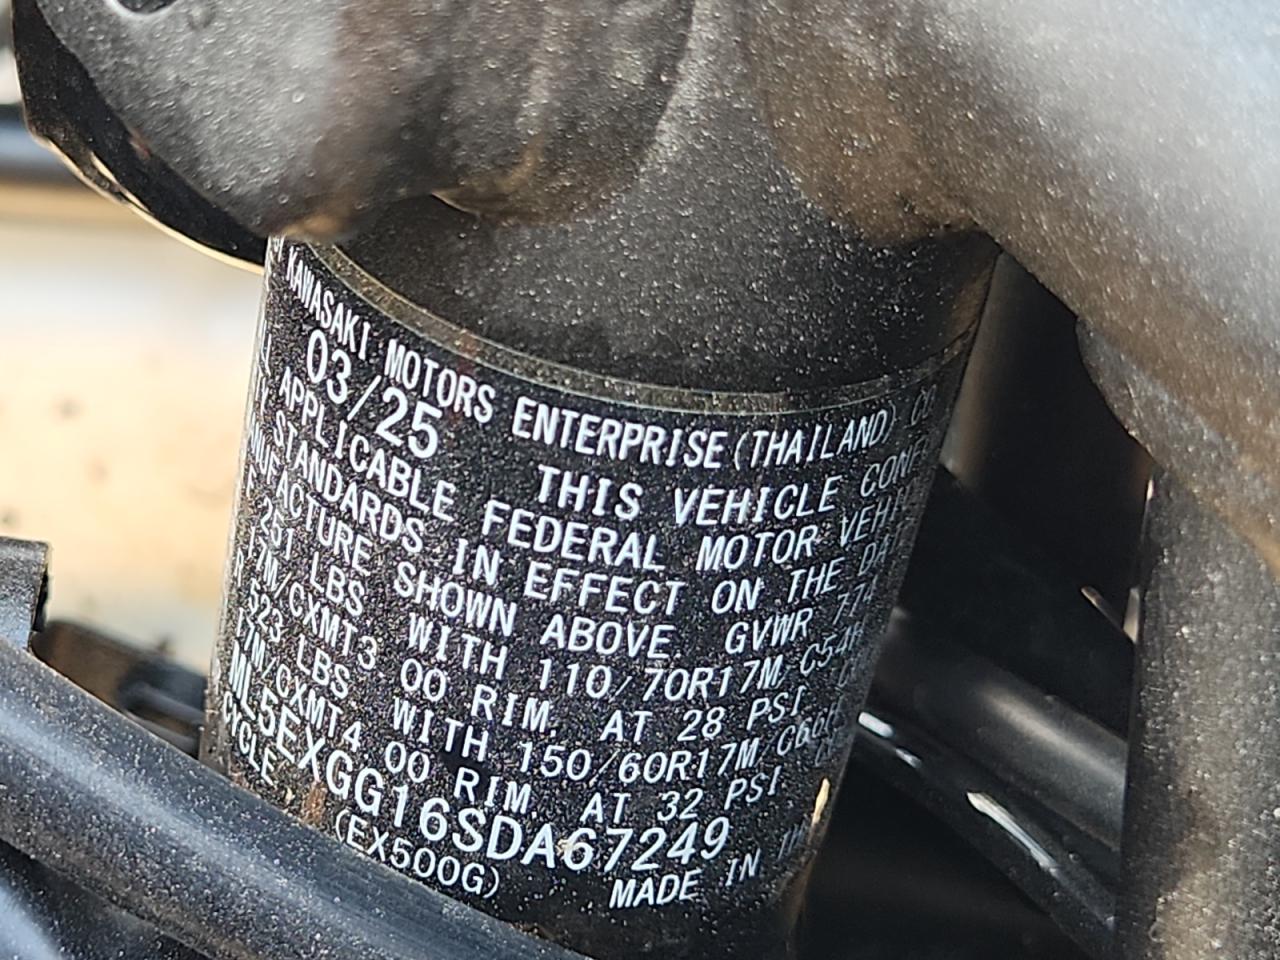 KAWASAKI MOTORS ENTERPRISE (THAILAND)
03/25 THIS VEHICLE
APPLICABLE FEDERAL MOTOR
STANDARDS IN EFFECT ON THE
SHOWN ABOVE. GVWR
251 LBS WITH 110/70R17M/C54H
17M/CXMT3.00 RIM, AT 28 PSI
523 LBS WITH 150/60R17M/C66H
17M/CXMT4.00 RIM, AT 32 PSI
ML5EXGG16SDA67249
(EX500G) MADE IN